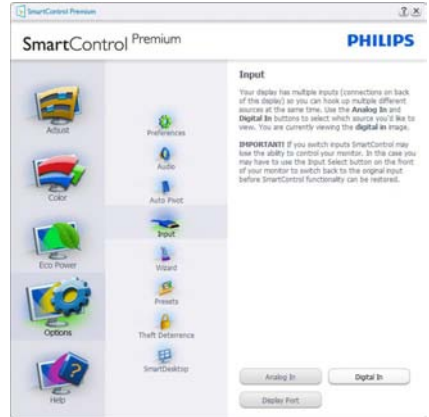 SmartControl Premium
SmartControl Premium
PHILIPS
Adjust
Color
Eco Power
Options
Help
Preferences
Audio
Auto Pivot
Input
Wizard
Presets
Theft Deterrence
SmartDesktop
Input
Your display has multiple inputs (connections on back
of the display) so you can hook up multiple different
sources at the same time. Use the Analog In and
Digital In buttons to select which source you'd like to
view. You are currently viewing the digital in image.
IMPORTANT! If you switch inputs SmartControl may
lose the ability to control your monitor. In this case you
may have to use the Input Select button on the front
of your monitor to switch back to the original input
before SmartControl functionality can be restored.
Analog In
Digital In
Display Port